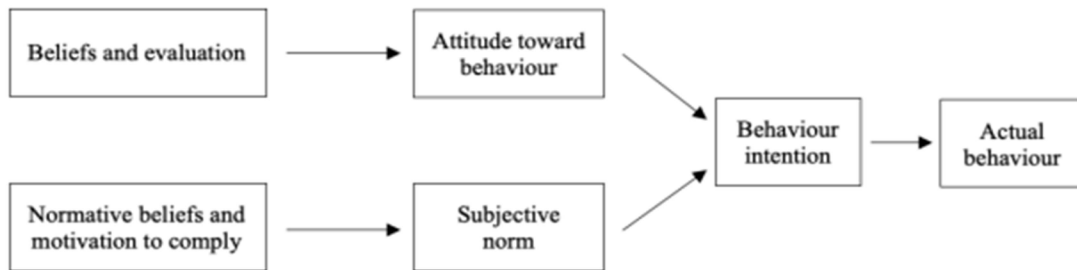 Beliefs and evaluation
Attitude toward
behaviour
Behaviour
intention
Actual
behaviour
Normative beliefs and
motivation to comply
Subjective
norm